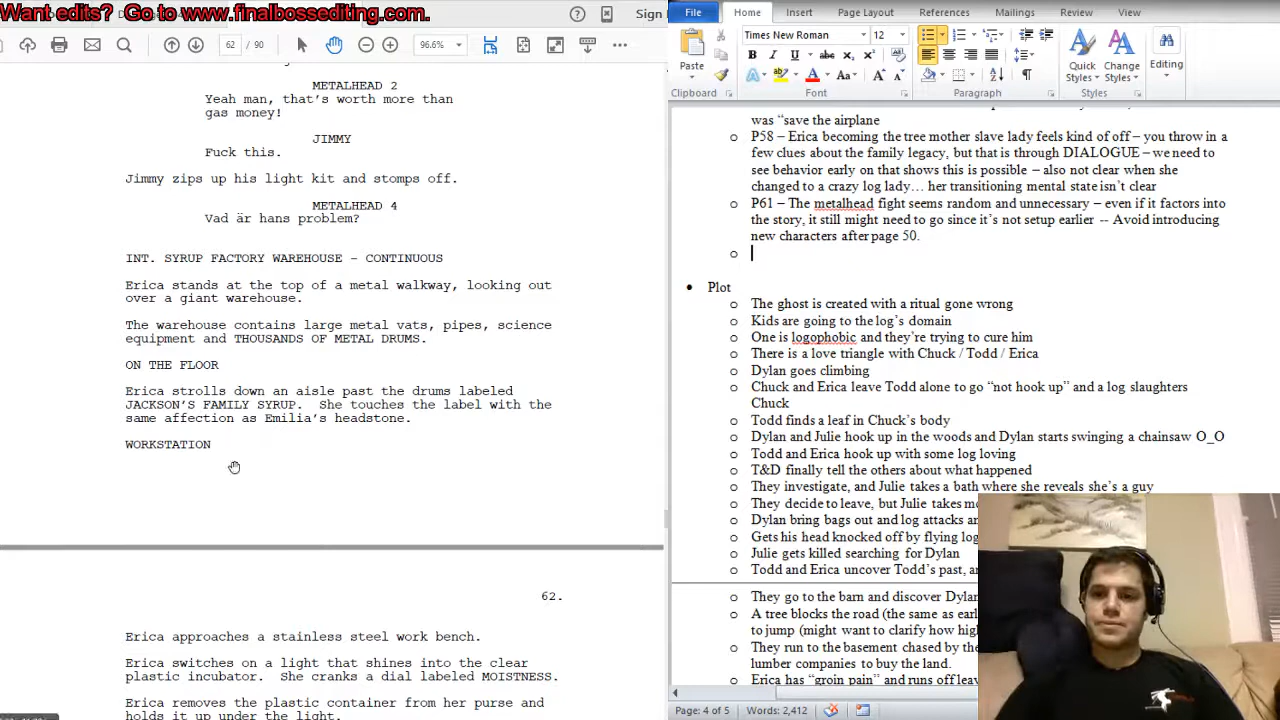 Want edits?  Go to www.finalbossediting.com.
Sign
62
96.6%
METALHEAD 2
Yeah man, that's worth more than
gas money!
JIMMY
Fuck this.
Jimmy zips up his light kit and stomps off.
METALHEAD 4
Vad är hans problem?
INT. SYRUP FACTORY WAREHOUSE – CONTINUOUS
Erica stands at the top of a metal walkway, looking out
over a giant warehouse.
The warehouse contains large metal vats, pipes, science
equipment and THOUSANDS OF METAL DRUMS.
ON THE FLOOR
Erica strolls down an aisle past the drums labeled
JACKSON'S FAMILY SYRUP.  She touches the label with the
same affection as Emilia's headstone.
WORKSTATION
62.
Erica approaches a stainless steel work bench.
Erica switches on a light that shines into the clear
plastic incubator.  She cranks a dial labeled MOISTNESS.
Erica removes the plastic container from her purse and
holds it up under the light.
File Home Insert Page Layout References Mailings Review View
Times New Roman 12
Paste
Quick Styles
Change Styles
Editing
Clipboard Font Paragraph Styles
was "save the airplane
o P58 – Erica becoming the tree mother slave lady feels kind of off – you throw in a
few clues about the family legacy, but that is through DIALOGUE – we need to
see behavior early on that shows this is possible – also not clear when she
changed to a crazy log lady… her transitioning mental state isn't clear
o P61 – The metalhead fight seems random and unnecessary – even if it factors into
the story, it still might need to go since it's not setup earlier -- Avoid introducing
new characters after page 50.
o
• Plot
o The ghost is created with a ritual gone wrong
o Kids are going to the log's domain
o One is logophobic and they're trying to cure him
o There is a love triangle with Chuck / Todd / Erica
o Dylan goes climbing
o Chuck and Erica leave Todd alone to go "not hook up" and a log slaughters
Chuck
o Todd finds a leaf in Chuck's body
o Dylan and Julie hook up in the woods and Dylan starts swinging a chainsaw O_O
o Todd and Erica hook up with some log loving
o T&D finally tell the others about what happened
o They investigate, and Julie takes a bath where she reveals she's a guy
o They decide to leave, but Julie takes
o Dylan bring bags out and log attacks
o Gets his head knocked off by flying log
o Julie gets killed searching for Dylan
o Todd and Erica uncover Todd's past,
o They go to the barn and discover Dylan
o A tree blocks the road (the same as
to jump (might want to clarify how
o They run to the basement chased by the
lumber companies to buy the land.
o Erica has "groin pain" and runs off
Page: 4 of 5 Words: 2,412